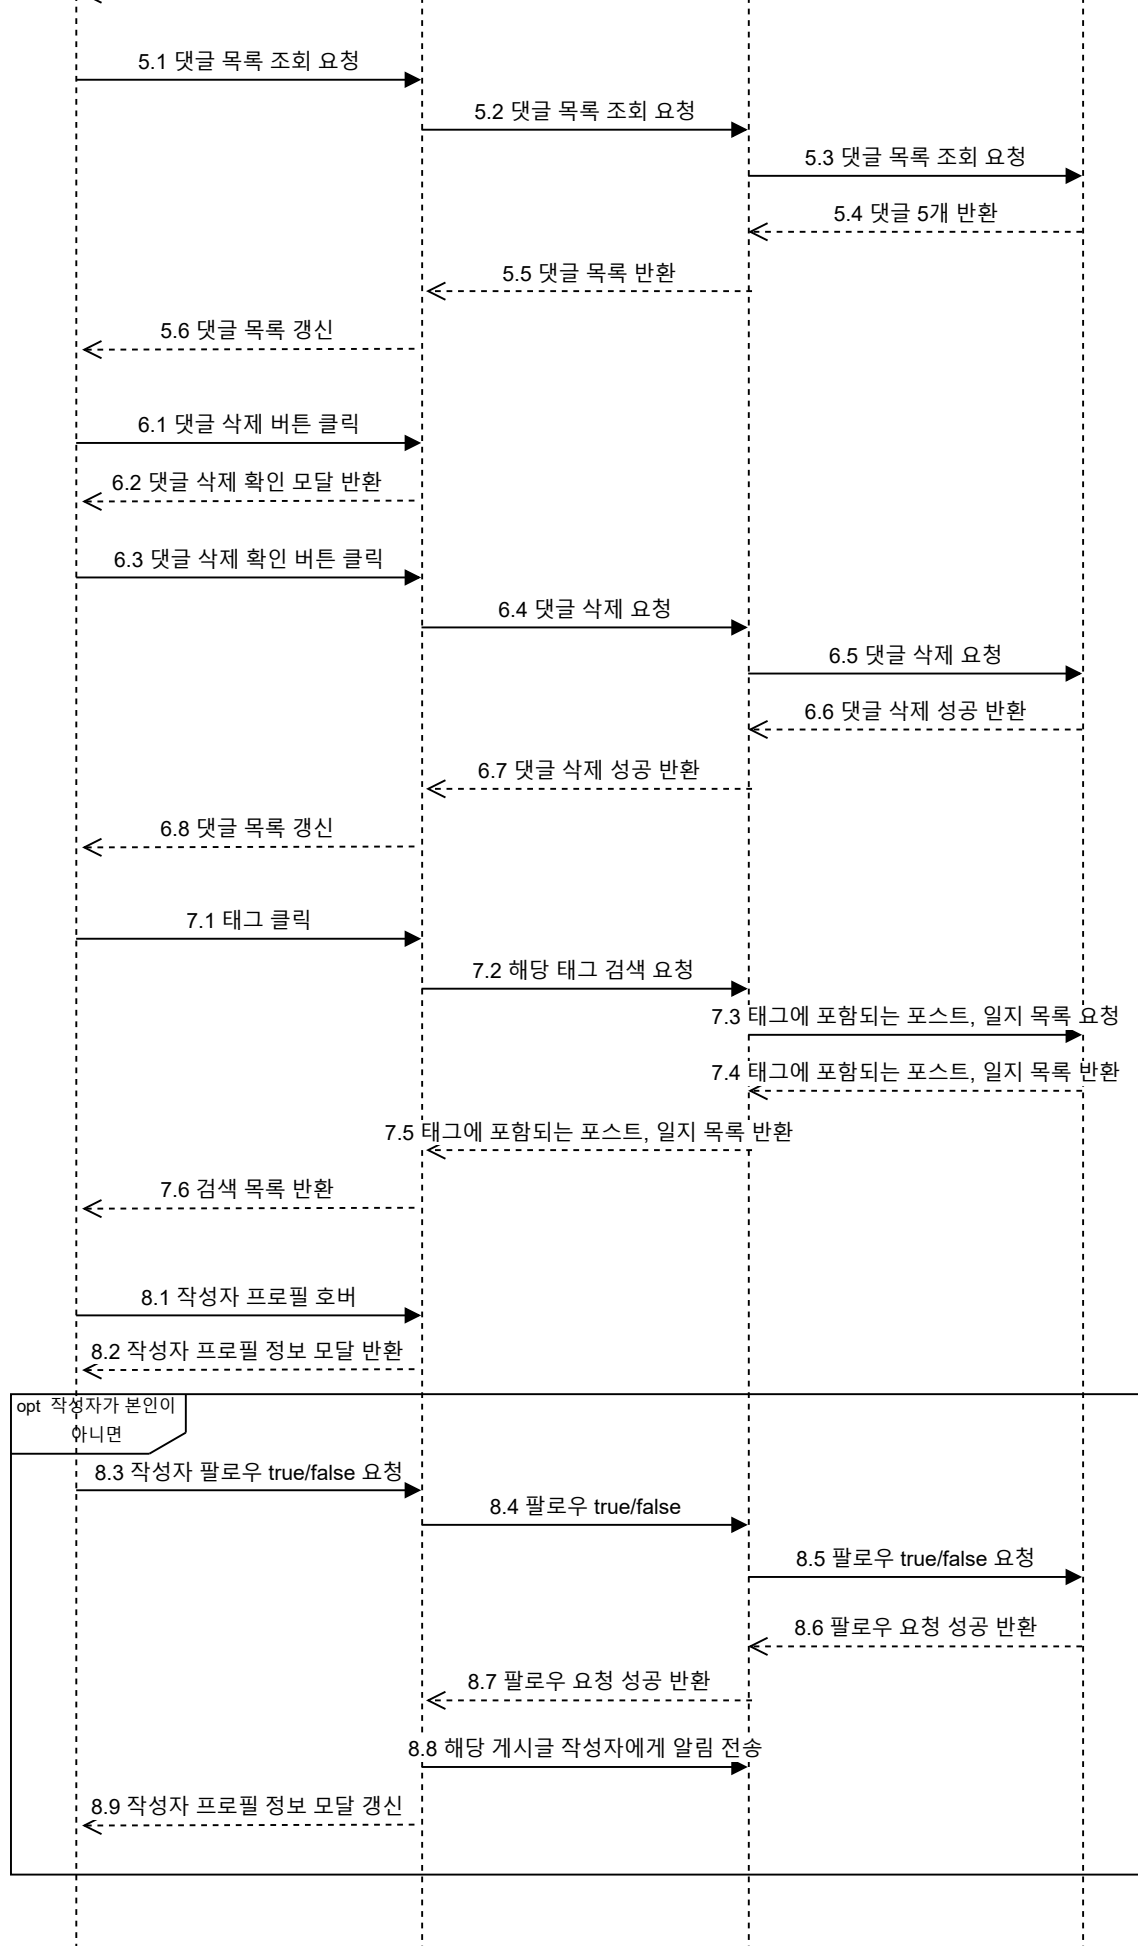 5.1 댓글 목록 조회 요청
5.2 댓글 목록 조회 요청
5.3 댓글 목록 조회 요청
5.4 댓글 5개 반환
5.5 댓글 목록 반환
5.6 댓글 목록 갱신
6.1 댓글 삭제 버튼 클릭
6.2 댓글 삭제 확인 모달 반환
6.3 댓글 삭제 확인 버튼 클릭
6.4 댓글 삭제 요청
6.5 댓글 삭제 요청
6.6 댓글 삭제 성공 반환
6.7 댓글 삭제 성공 반환
6.8 댓글 목록 갱신
7.1 태그 클릭
7.2 해당 태그 검색 요청
7.3 태그에 포함되는 포스트, 일지 목록 요청
7.4 태그에 포함되는 포스트, 일지 목록 반환
7.5 태그에 포함되는 포스트, 일지 목록 반환
7.6 검색 목록 반환
8.1 작성자 프로필 호버
8.2 작성자 프로필 정보 모달 반환
opt 작성자가 본인이
아니면
8.3 작성자 팔로우 true/false 요청
8.4 팔로우 true/false
8.5 팔로우 true/false 요청
8.6 팔로우 요청 성공 반환
8.7 팔로우 요청 성공 반환
8.8 해당 게시글 작성자에게 알림 전송
8.9 작성자 프로필 정보 모달 갱신